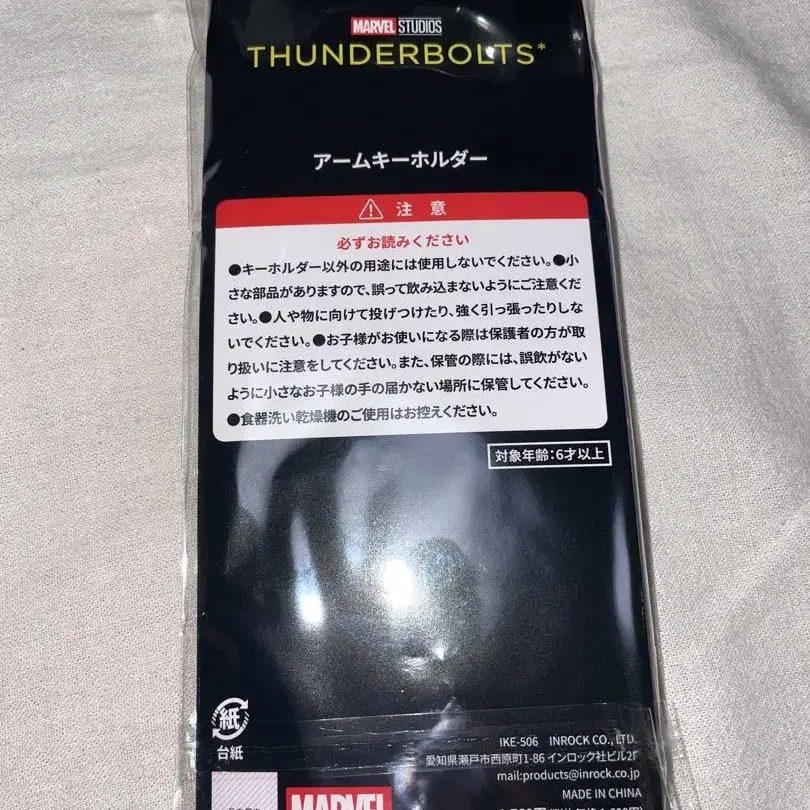 MARVEL STUDIOS
THUNDERBOLTS*
アームキーホルダー
注 意
必ずお読みください
●キーホルダー以外の用途には使用しないでください。●小
さな部品がありますので、誤って飲み込まないようにご注意くだ
さい。●人や物に向けて投げつけたり、強く引っ張ったりしな
いでください。●お子様がお使いになる際は保護者の方が取
り扱いに注意をしてください。また、保管の際には、誤飲がない
ように小さなお子様の手の届かない場所に保管してください。
●食器洗い乾燥機のご使用はお控えください。
対象年齢:6才以上
紙
台紙
IKE-506 INROCK CO., LTD.
愛知県瀬戸市西原町1-86 インロック社ビル2F
mail:products@inrock.co.jp
MADE IN CHINA
MARVEL